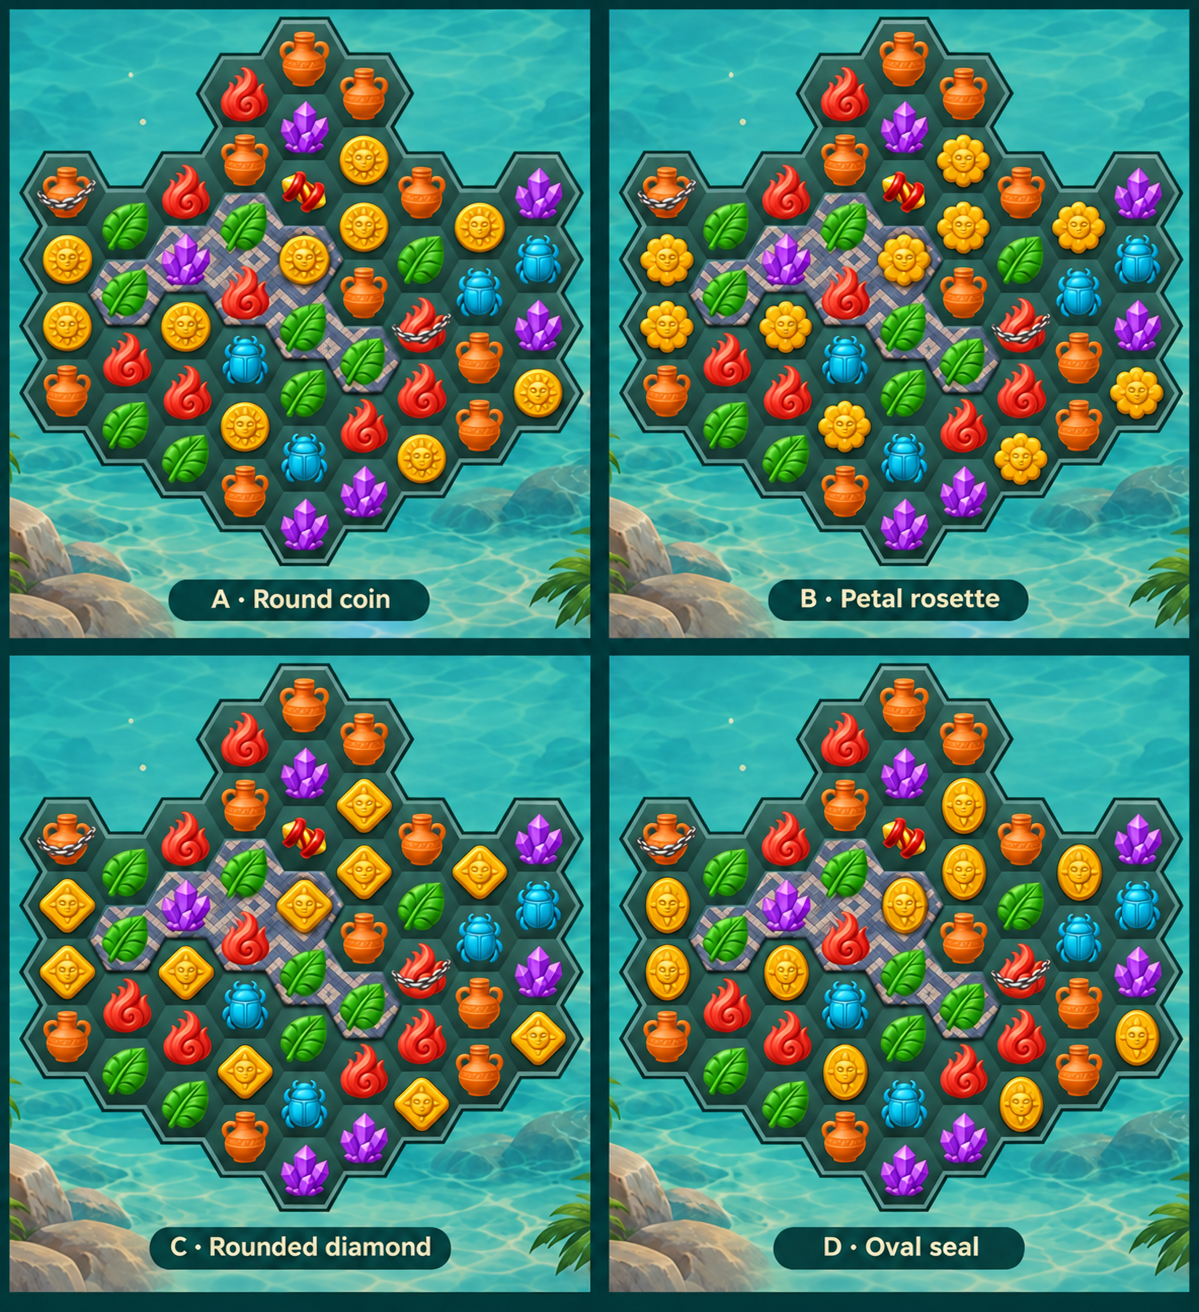 A • Round coin
B • Petal rosette
C • Rounded diamond
D • Oval seal